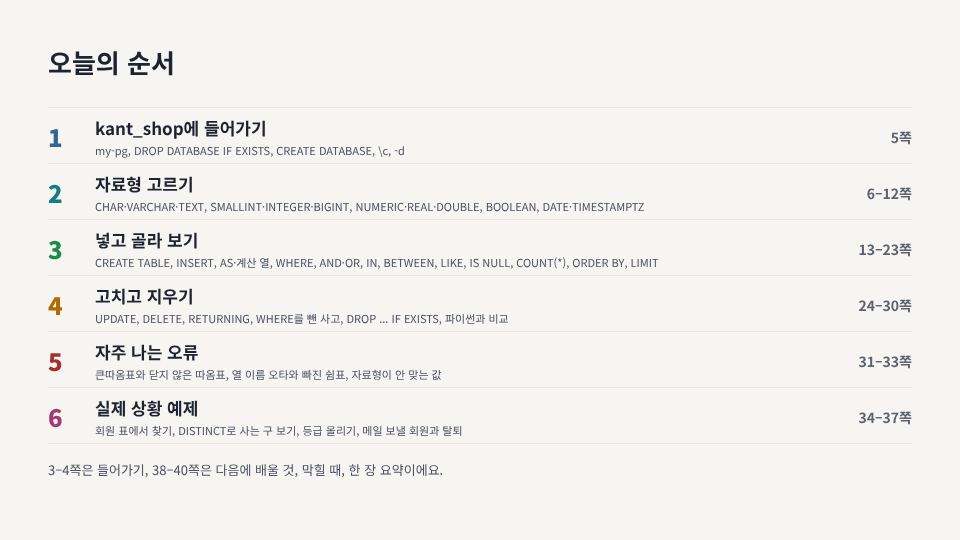 오늘의 순서
1
kant_shop에 들어가기
my-pg, DROP DATABASE IF EXISTS, CREATE DATABASE, \c, -d
5쪽
2
자료형 고르기
CHAR·VARCHAR·TEXT, SMALLINT·INTEGER·BIGINT, NUMERIC·REAL·DOUBLE, BOOLEAN, DATE·TIMESTAMPTZ
6–12쪽
3
넣고 골라 보기
CREATE TABLE, INSERT, AS·계산 열, WHERE, AND·OR, IN, BETWEEN, LIKE, IS NULL, COUNT(*), ORDER BY, LIMIT
13–23쪽
4
고치고 지우기
UPDATE, DELETE, RETURNING, WHERE를 뺀 사고, DROP ... IF EXISTS, 파이썬과 비교
24–30쪽
5
자주 나는 오류
큰따옴표와 닫지 않은 따옴표, 열 이름 오타와 빠진 쉼표, 자료형이 안 맞는 값
31–33쪽
6
실제 상황 예제
회원 표에서 찾기, DISTINCT로 사는 구 보기, 등급 올리기, 메일 보낼 회원과 탈퇴
34–37쪽
3–4쪽은 들어가기, 38–40쪽은 다음에 배울 것, 막힐 때, 한 장 요약이에요.